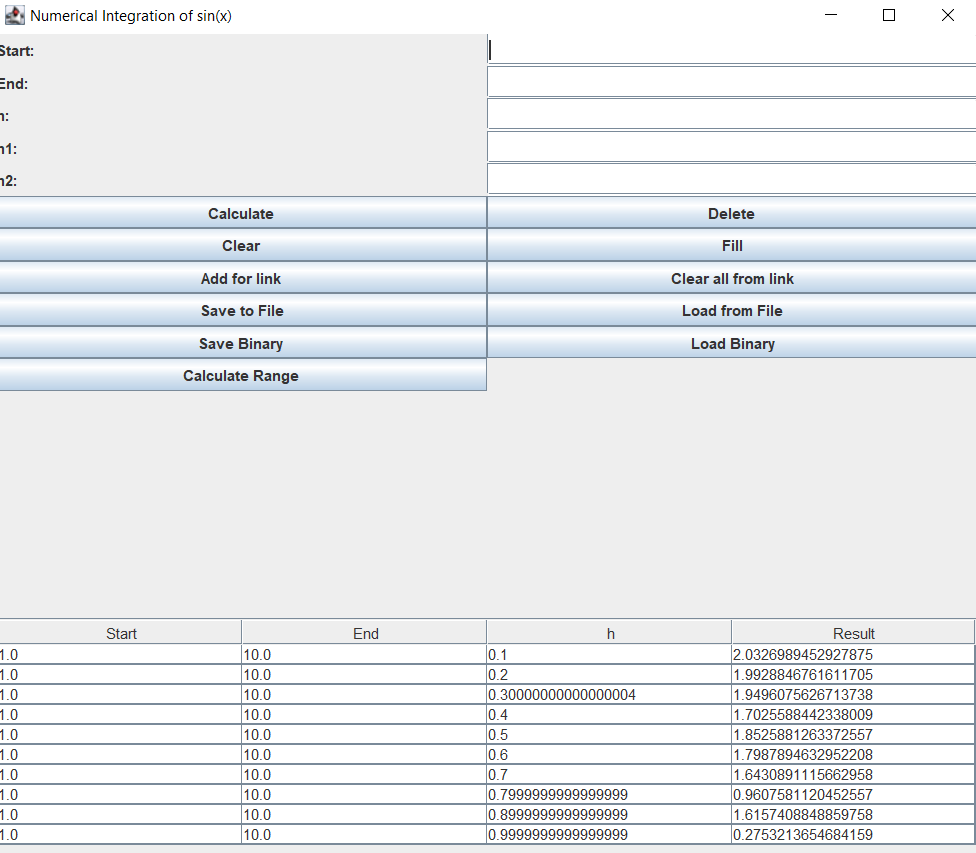 Numerical Integration of sin(x)
Start:
End:
h:
h1:
h2:
Calculate Delete
Clear Fill
Add for link Clear all from link
Save to File Load from File
Save Binary Load Binary
Calculate Range
Start End h Result
1.0 10.0 0.1 2.0326989452927875
1.0 10.0 0.2 1.9928846761611705
1.0 10.0 0.30000000000000004 1.9496075626713738
1.0 10.0 0.4 1.7025588442338009
1.0 10.0 0.5 1.8525881263372557
1.0 10.0 0.6 1.7987894632952208
1.0 10.0 0.7 1.6430891115662958
1.0 10.0 0.7999999999999999 0.9607581120452557
1.0 10.0 0.8999999999999999 1.6157408848859758
1.0 10.0 0.9999999999999999 0.2753213654684159